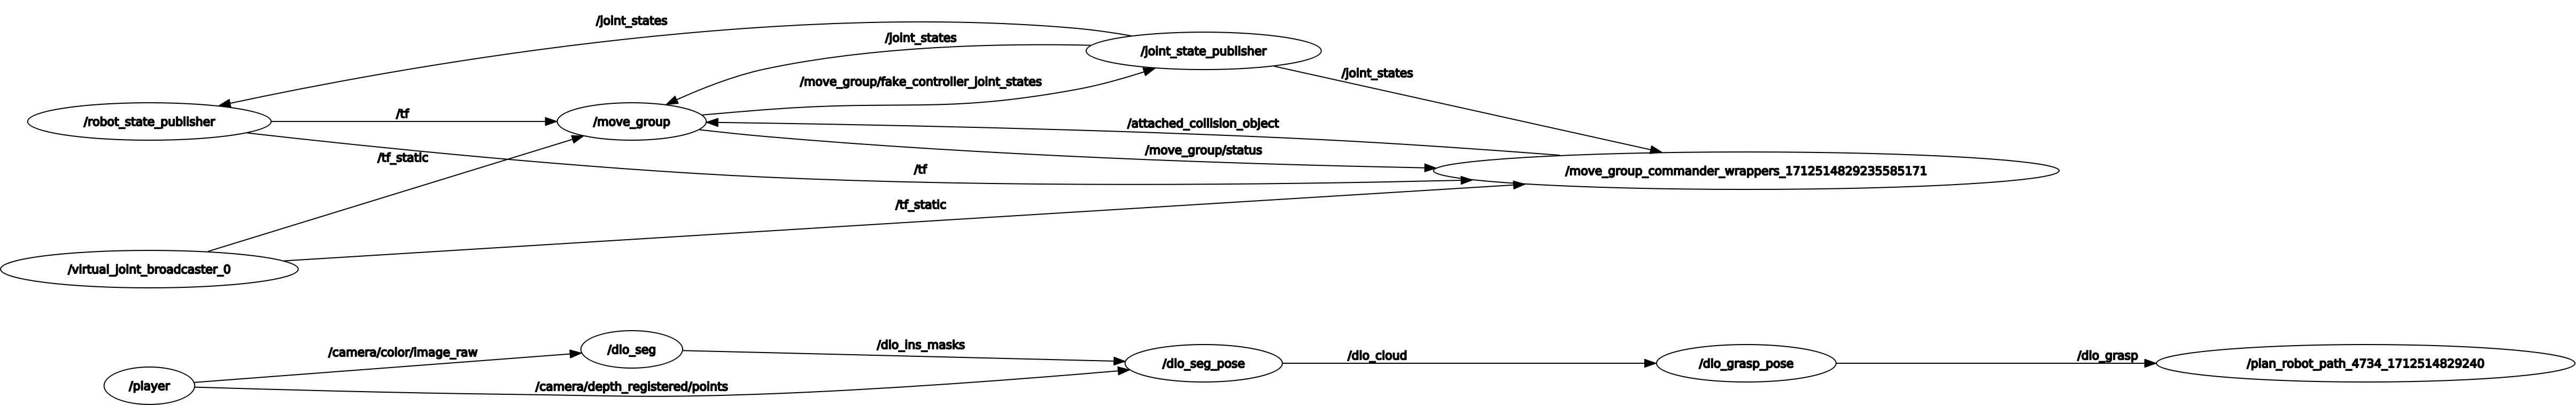 /joint_states
/joint_states
/joint_state_publisher
/joint_states
/move_group/fake_controller_joint_states
/robot_state_publisher
/tf
/move_group
/attached_collision_object
/move_group/status
/tf_static
/tf
/move_group_commander_wrappers_1712514829235585171
/tf_static
/virtual_joint_broadcaster_0
/camera/color/image_raw
/dlo_seg
/dlo_ins_masks
/player
/camera/depth_registered/points
/dlo_seg_pose
/dlo_cloud
/dlo_grasp_pose
/dlo_grasp
/plan_robot_path_4734_1712514829240